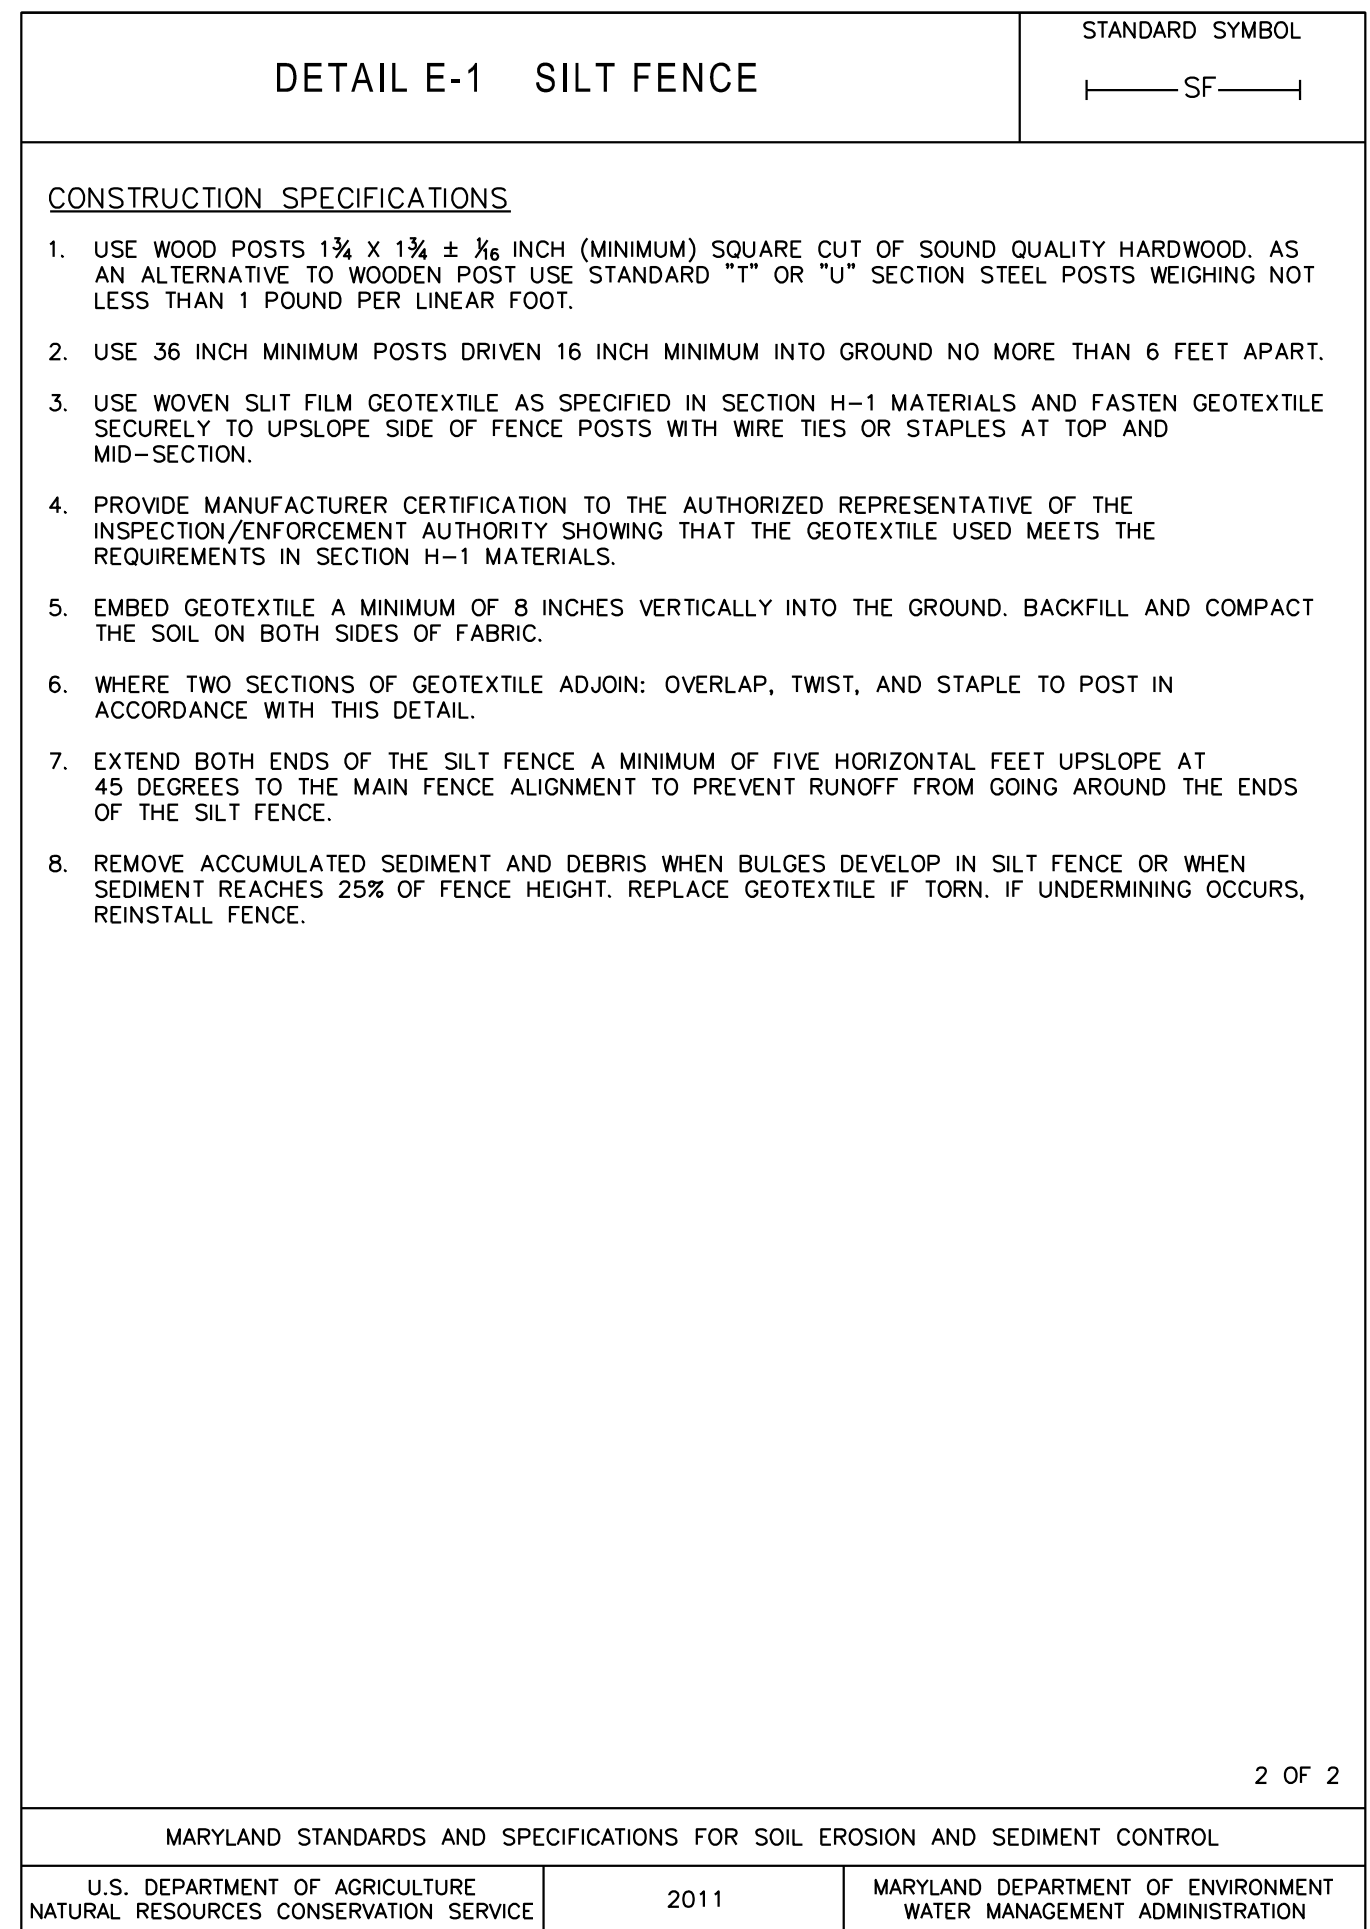 DETAIL E-1 SILT FENCE
STANDARD SYMBOL
SF
CONSTRUCTION SPECIFICATIONS
1. USE WOOD POSTS 1¾ X 1¾ ± 1⁄16 INCH (MINIMUM) SQUARE CUT OF SOUND QUALITY HARDWOOD. AS
AN ALTERNATIVE TO WOODEN POST USE STANDARD "T" OR "U" SECTION STEEL POSTS WEIGHING NOT
LESS THAN 1 POUND PER LINEAR FOOT.
2. USE 36 INCH MINIMUM POSTS DRIVEN 16 INCH MINIMUM INTO GROUND NO MORE THAN 6 FEET APART.
3. USE WOVEN SLIT FILM GEOTEXTILE AS SPECIFIED IN SECTION H-1 MATERIALS AND FASTEN GEOTEXTILE
SECURELY TO UPSLOPE SIDE OF FENCE POSTS WITH WIRE TIES OR STAPLES AT TOP AND
MID-SECTION.
4. PROVIDE MANUFACTURER CERTIFICATION TO THE AUTHORIZED REPRESENTATIVE OF THE
INSPECTION/ENFORCEMENT AUTHORITY SHOWING THAT THE GEOTEXTILE USED MEETS THE
REQUIREMENTS IN SECTION H-1 MATERIALS.
5. EMBED GEOTEXTILE A MINIMUM OF 8 INCHES VERTICALLY INTO THE GROUND. BACKFILL AND COMPACT
THE SOIL ON BOTH SIDES OF FABRIC.
6. WHERE TWO SECTIONS OF GEOTEXTILE ADJOIN: OVERLAP, TWIST, AND STAPLE TO POST IN
ACCORDANCE WITH THIS DETAIL.
7. EXTEND BOTH ENDS OF THE SILT FENCE A MINIMUM OF FIVE HORIZONTAL FEET UPSLOPE AT
45 DEGREES TO THE MAIN FENCE ALIGNMENT TO PREVENT RUNOFF FROM GOING AROUND THE ENDS
OF THE SILT FENCE.
8. REMOVE ACCUMULATED SEDIMENT AND DEBRIS WHEN BULGES DEVELOP IN SILT FENCE OR WHEN
SEDIMENT REACHES 25% OF FENCE HEIGHT. REPLACE GEOTEXTILE IF TORN. IF UNDERMINING OCCURS,
REINSTALL FENCE.
2 OF 2
MARYLAND STANDARDS AND SPECIFICATIONS FOR SOIL EROSION AND SEDIMENT CONTROL
U.S. DEPARTMENT OF AGRICULTURE
NATURAL RESOURCES CONSERVATION SERVICE
2011
MARYLAND DEPARTMENT OF ENVIRONMENT
WATER MANAGEMENT ADMINISTRATION